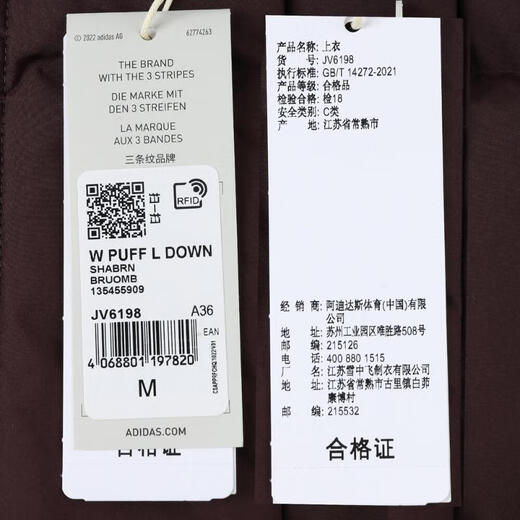 © 2022 adidas AG
62774263
THE BRAND
WITH THE 3 STRIPES
DIE MARKE MIT
DEN 3 STREIFEN
LA MARQUE
AUX 3 BANDES
三条纹品牌
RFID
W PUFF L DOWN
SHABRN
BRUOMB
135455909
JV6198 A36
EAN
4 068801 197820
M
ADIDAS.COM
合格证
产品名称: 上衣
货 号: JV6198
执行标准: GB/T 14272-2021
产品等级: 合格品
检验合格: 检18
安全类别: C类
产 地: 江苏省常熟市
经 销 商: 阿迪达斯体育(中国)有限
公司
地 址: 苏州工业园区唯胜路508号
邮 编: 215126
电 话: 400 880 1515
厂 名: 江苏雪中飞制衣有限公司
地 址: 江苏省常熟市古里镇白茆
康博村
邮 编: 215532
合格证